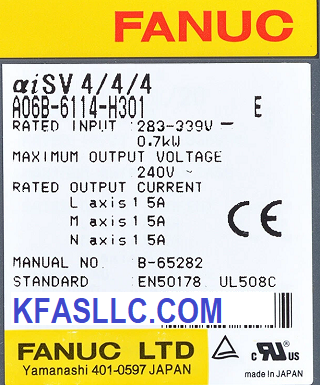 FANUC
αiSV 4/4/4
A06B-6114-H301 E
RATED INPUT 283-339V ⎓
0.7kW
MAXIMUM OUTPUT VOLTAGE
240V ~
RATED OUTPUT CURRENT
L axis 1.5A
M axis 1.5A
N axis 1.5A
CE
MANUAL NO. B-65282
STANDARD EN50178 UL508C
KFASLLC.COM
FANUC LTD
Yamanashi 401-0597 JAPAN
c RU US
made in JAPAN